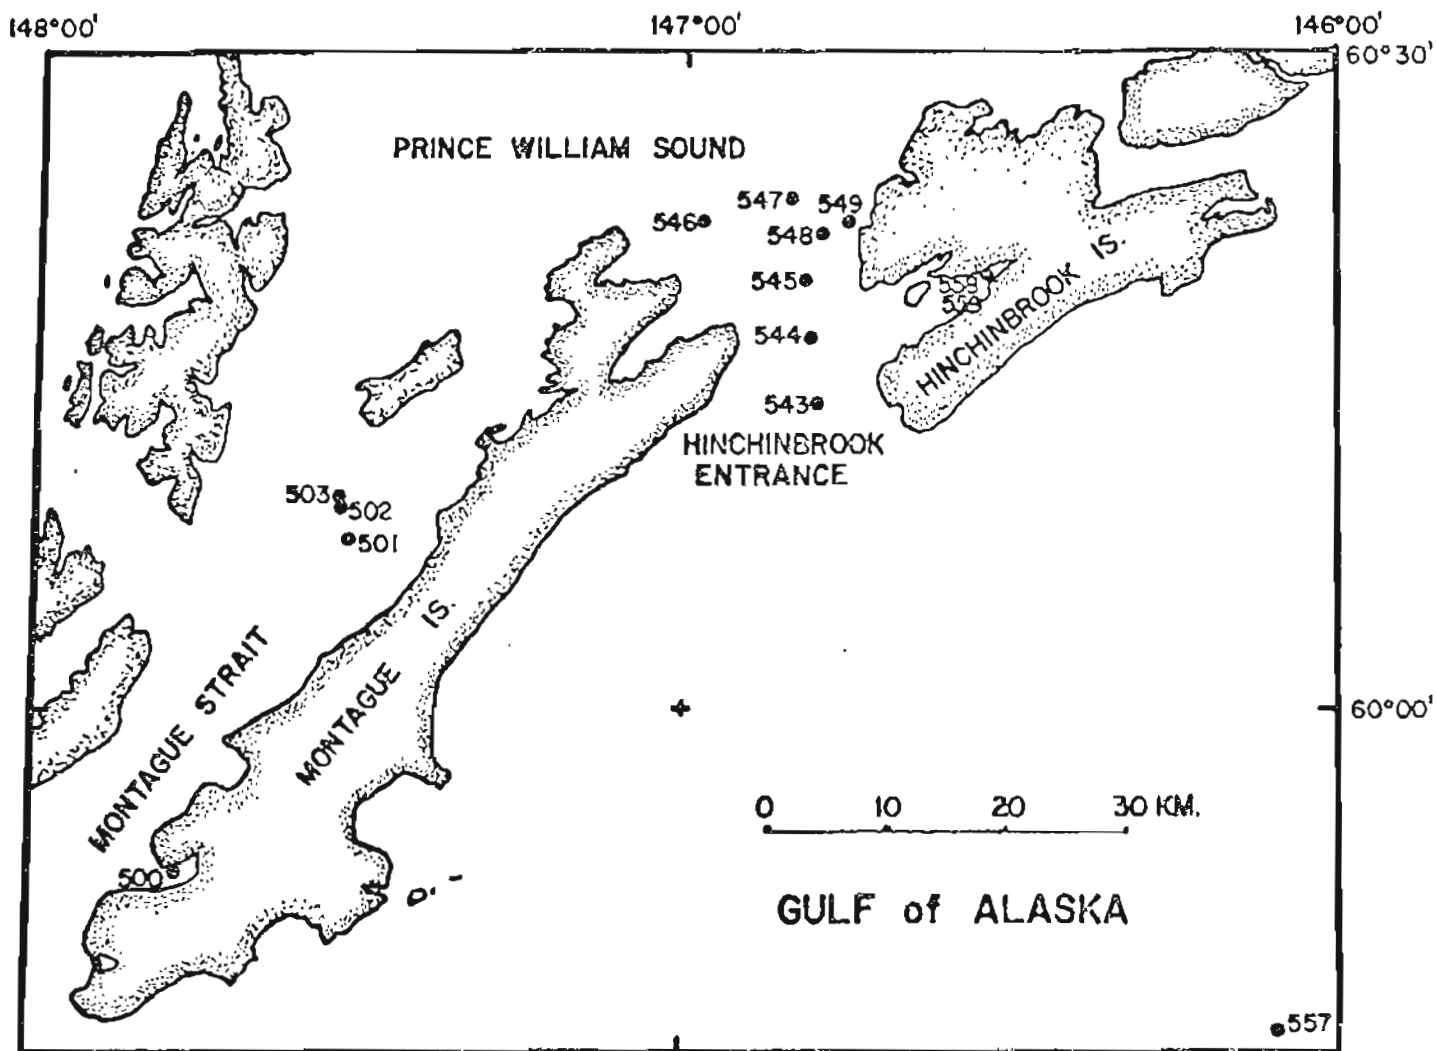 148°00'
147°00'
146°00'
60°30'
PRINCE WILLIAM SOUND
547
549
546
548
545
558
559
HINCHINBROOK IS.
544
543
HINCHINBROOK
ENTRANCE
503
502
501
MONTAGUE IS.
MONTAGUE STRAIT
60°00'
0 10 20 30 KM.
500
GULF of ALASKA
557